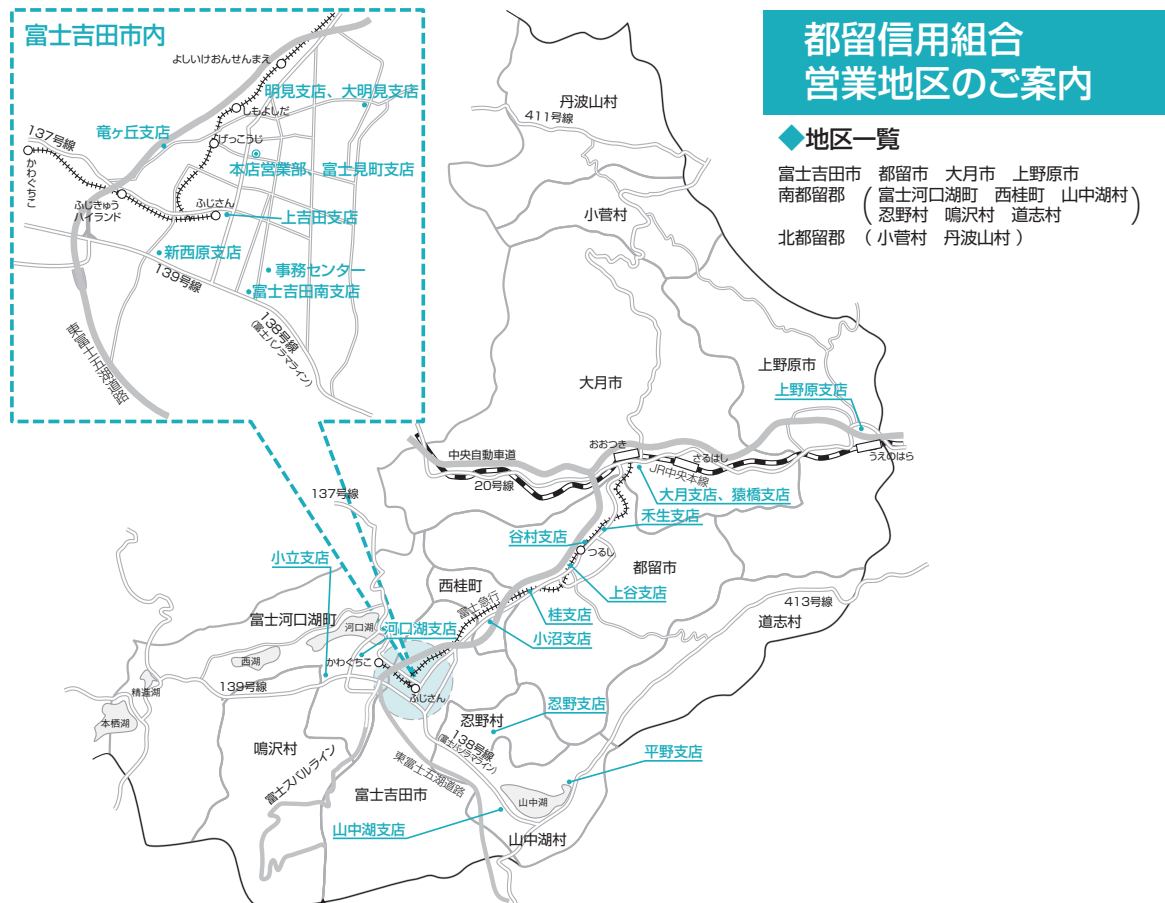 富士吉田市内
よしいけおんせんまえ
明見支店、大明見支店
しもよしだ
竜ヶ丘支店
げっこうじ
137号線
かわぐちこ
本店営業部、富士見町支店
ふじきゅう
ハイランド
ふじさん
上吉田支店
新西原支店
139号線
事務センター
富士吉田南支店
138号線
(富士パノラマライン)
東富士五湖道路
都留信用組合
営業地区のご案内
◆地区一覧
富士吉田市 都留市 大月市 上野原市
南都留郡 (富士河口湖町 西桂町 山中湖村
忍野村 鳴沢村 道志村)
北都留郡 (小菅村 丹波山村)
丹波山村
411号線
小菅村
上野原市
大月市
上野原支店
おおつき
中央自動車道
さるはし
うえのはら
JR中央本線
20号線
大月支店、猿橋支店
137号線
禾生支店
谷村支店
つるし
小立支店
都留市
西桂町
上谷支店
富士急行
桂支店
413号線
道志村
富士河口湖町
河口湖
河口湖支店
小沼支店
かわぐちこ
西湖
精進湖
139号線
ふじさん
本栖湖
忍野支店
忍野村
138号線
(富士パノラマライン)
鳴沢村
平野支店
富士スバルライン
東富士五湖道路
富士吉田市
山中湖
山中湖支店
山中湖村